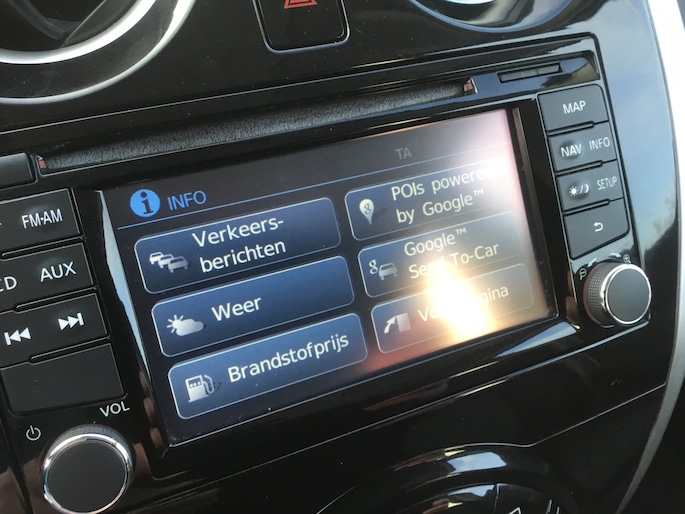 TA
INFO
Verkeers-
berichten
POIs powered
by Google™
Weer
Google™
Send-To-Car
Brandstofprijs
FM-AM
CD AUX
VOL
MAP
NAV INFO
SETUP